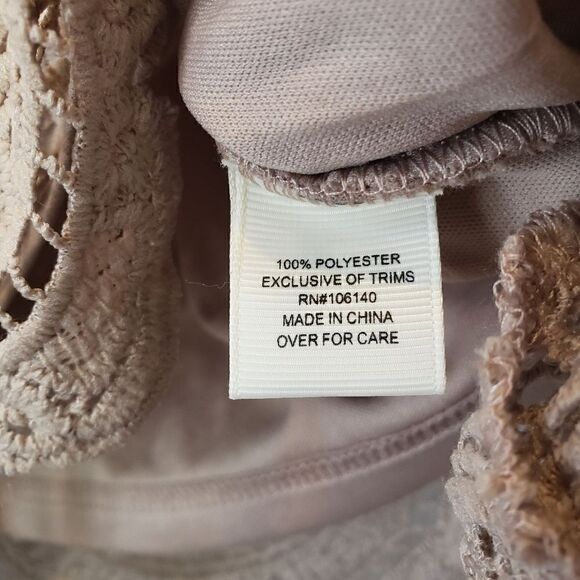 100% POLYESTER
EXCLUSIVE OF TRIMS
RN#106140
MADE IN CHINA
OVER FOR CARE